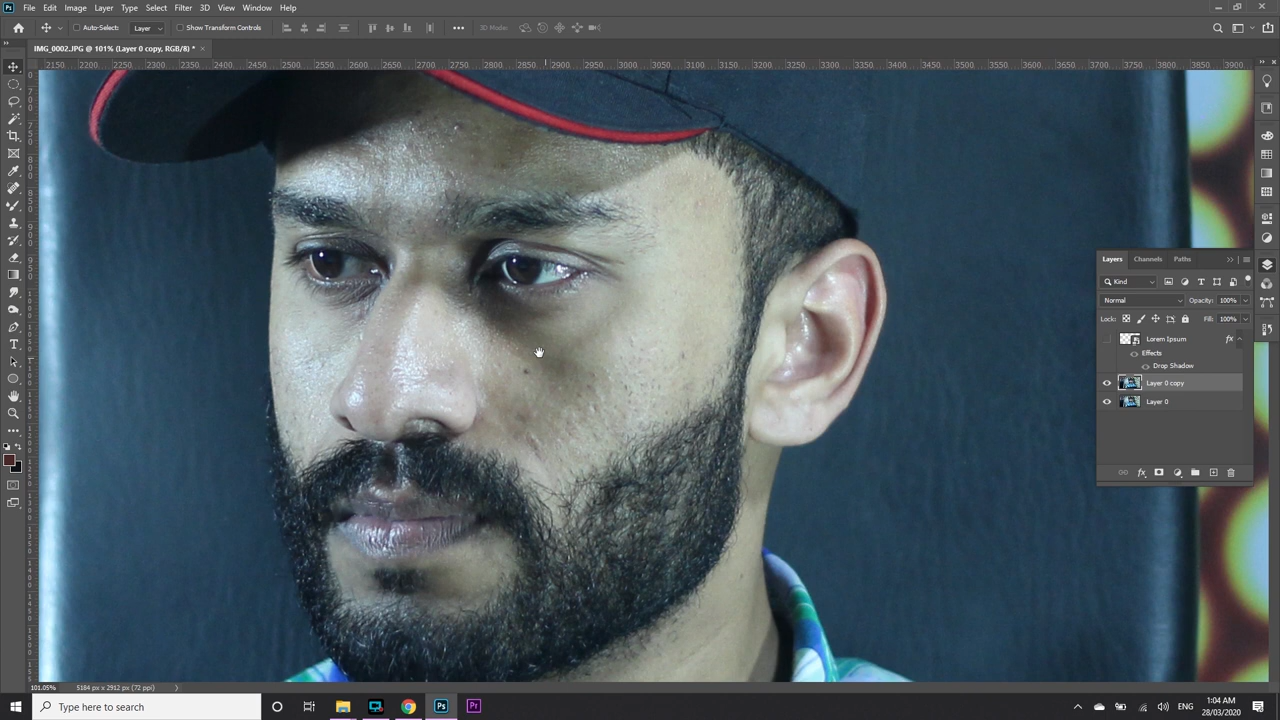 File Edit Image Layer Type Select Filter 3D View Window Help
Auto-Select: Layer Show Transform Controls 3D Mode:
IMG_0002.JPG @ 101% (Layer 0 copy, RGB/8) *
2150 2200 2250 2300 2350 2400 2450 2500 2550 2600 2650 2700 2750 2800 2850 2900 2950 3000 3050 3100 3150 3200 3250 3300 3350 3400 3450 3500 3550 3600 3650 3700 3750 3800 3850 3900
Layers Channels Paths
Kind
Normal Opacity: 100%
Lock: Fill: 100%
Lorem Ipsum fx
Effects
Drop Shadow
Layer 0 copy
Layer 0
101.05% 5184 px x 2912 px (72 ppi)
Type here to search
ENG
1:04 AM
28/03/2020